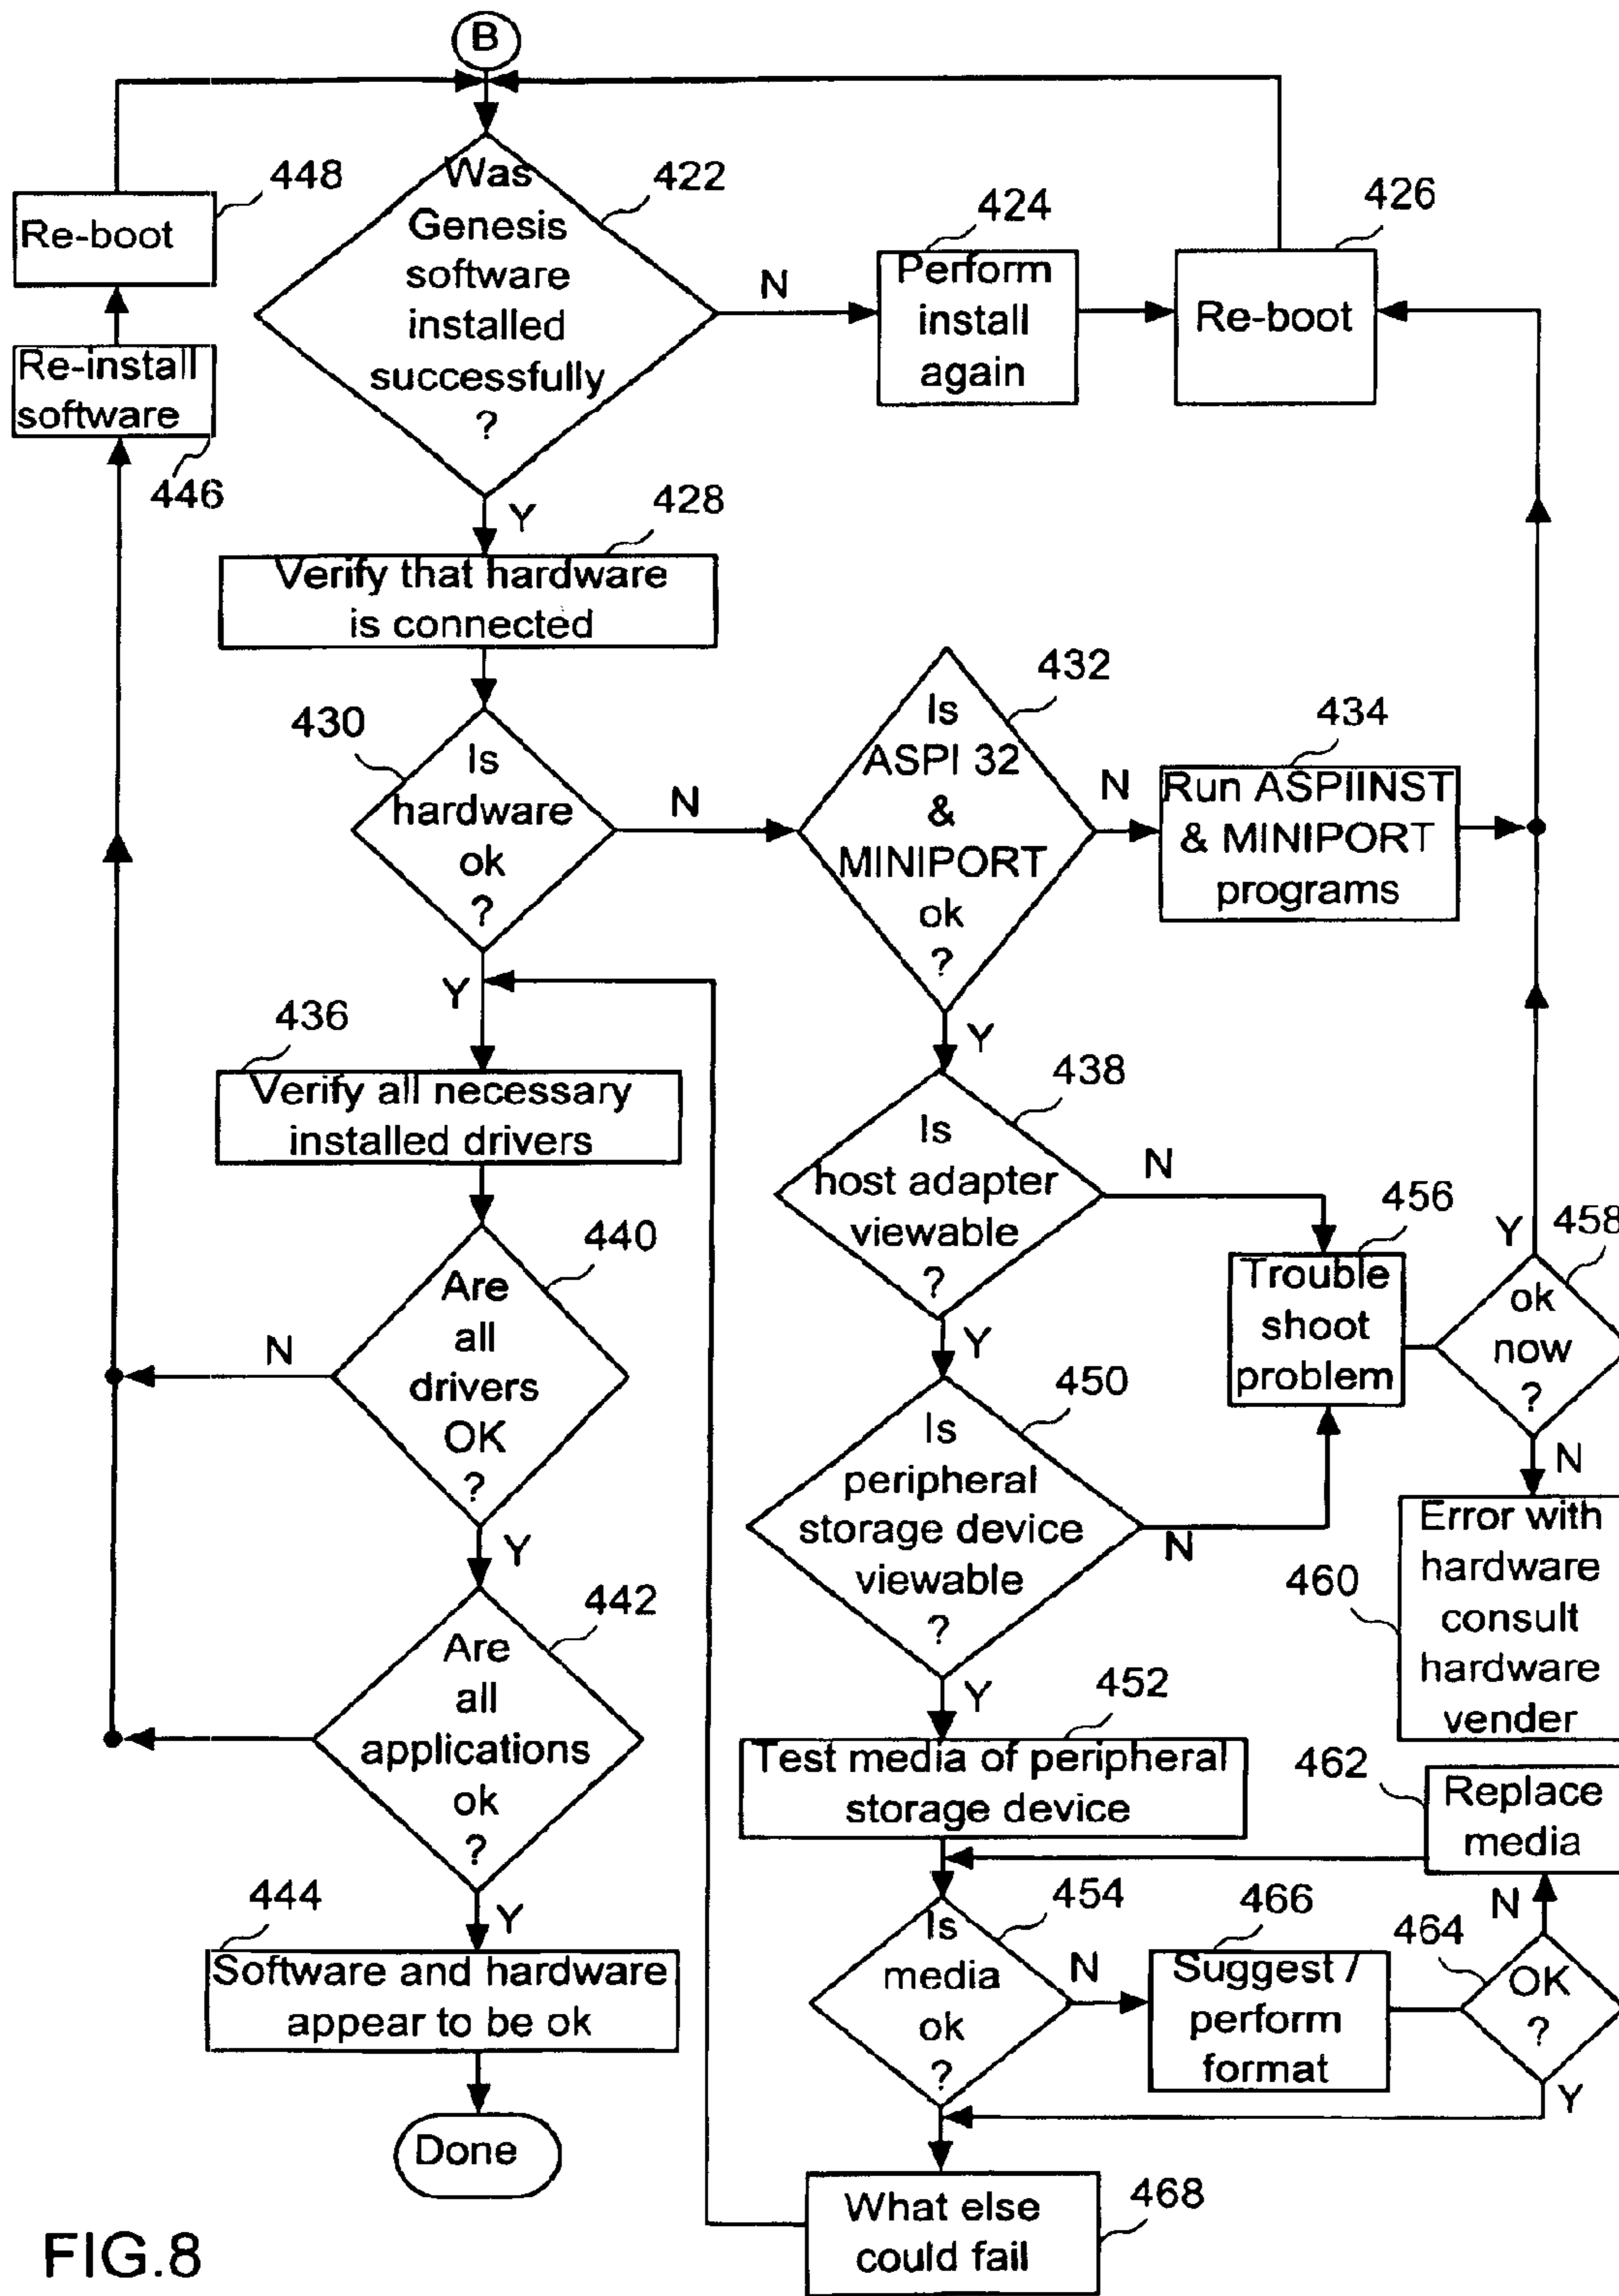 B
448
Re-boot
Re-install
software
446
Was
Genesis
software
installed
successfully
?
422
N
Y
424
Perform
install
again
426
Re-boot
428
Verify that hardware
is connected
430
Is
hardware
ok
?
N
Y
432
Is
ASPI 32
&
MINIPORT
ok
?
N
Y
434
Run ASPIINST
& MINIPORT
programs
436
Verify all necessary
installed drivers
438
Is
host adapter
viewable
?
N
Y
440
Are
all
drivers
OK
?
N
Y
456
Trouble
shoot
problem
458
Y
ok
now
?
N
450
Is
peripheral
storage device
viewable
?
N
Y
460
Error with
hardware
consult
hardware
vender
442
Are
all
applications
ok
?
Y
452
Test media of peripheral
storage device
462
Replace
media
444
Software and hardware
appear to be ok
Done
454
Is
media
ok
?
N
466
Suggest /
perform
format
464
N
OK
?
Y
468
What else
could fail
FIG.8